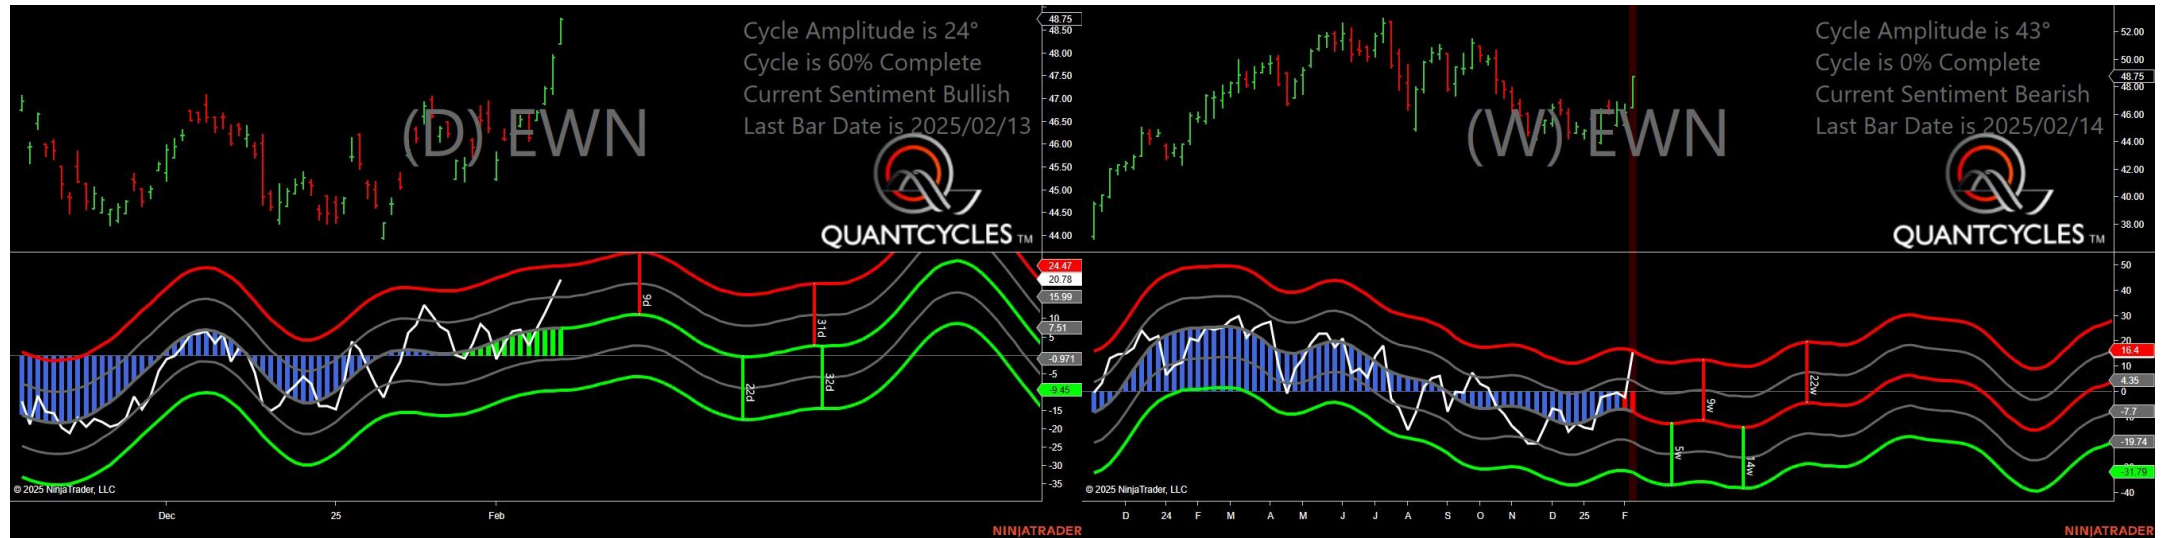 Cycle Amplitude is 24°
Cycle is 60% Complete
Current Sentiment Bullish
Last Bar Date is 2025/02/13
(D) EWN
QUANTCYCLES TM
48.75
48.50
48.00
47.50
47.00
46.50
46.00
45.50
45.00
44.50
44.00
24.47
20.78
15.99
10
7.51
5
-0.971
-5
-9.45
-15
-20
-25
-30
-35
9d
22d
31d
32d
© 2025 NinjaTrader, LLC
Dec
25
Feb
NINJATRADER
Cycle Amplitude is 43°
Cycle is 0% Complete
Current Sentiment Bearish
Last Bar Date is 2025/02/14
(W) EWN
QUANTCYCLES TM
52.00
50.00
48.75
48.00
46.00
44.00
42.00
40.00
38.00
50
40
30
20
16.4
10
4.35
0
-7.7
-19.74
-31.79
-40
5w
9w
14w
22w
© 2025 NinjaTrader, LLC
D 24 F M A M J J A S O N D 25 F
NINJATRADER